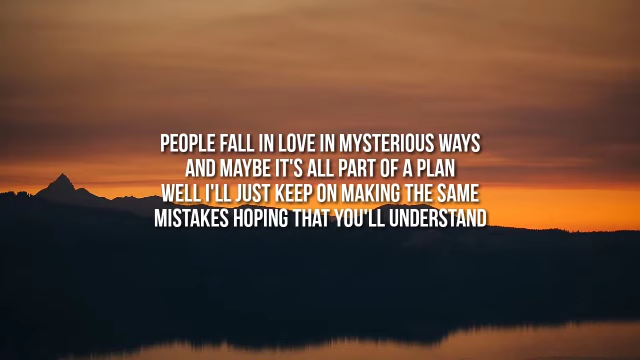 PEOPLE FALL IN LOVE IN MYSTERIOUS WAYS
AND MAYBE IT'S ALL PART OF A PLAN
WELL I'LL JUST KEEP ON MAKING THE SAME
MISTAKES HOPING THAT YOU'LL UNDERSTAND